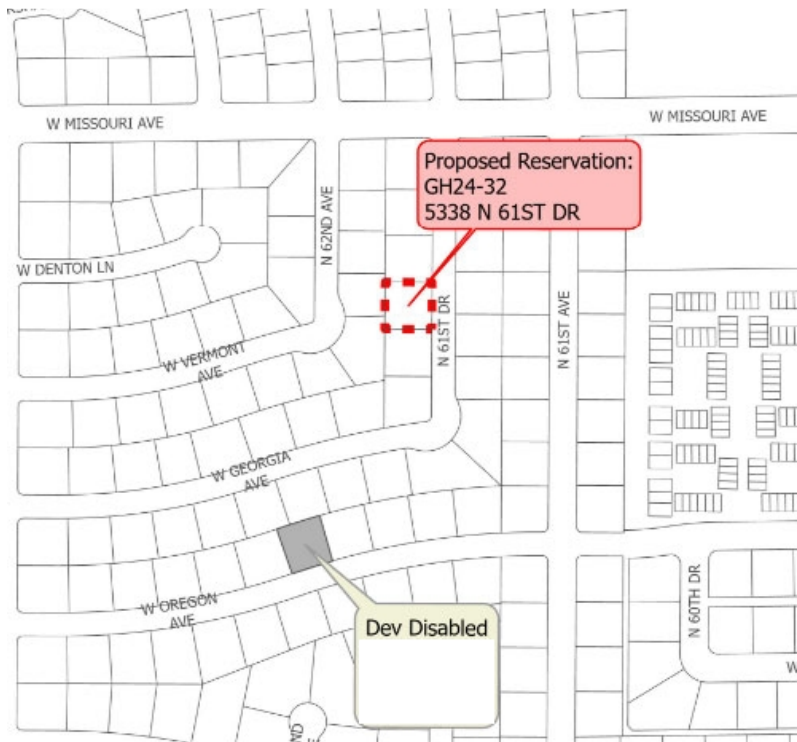 W MISSOURI AVE
W MISSOURI AVE
Proposed Reservation:
GH24-32
5338 N 61ST DR
N 62ND AVE
W DENTON LN
N 61ST DR
N 61ST AVE
W VERMONT
AVE
W GEORGIA
AVE
W OREGON
AVE
Dev Disabled
N 60TH DR
W
ND
E